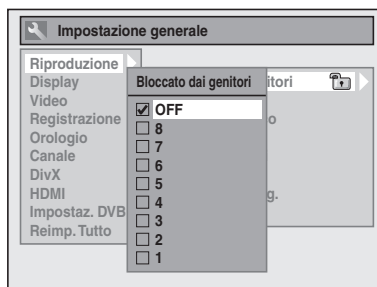 Impostazione generale
Riproduzione
Display
Video
Registrazione
Orologio
Canale
DivX
HDMI
Impostaz. DVB
Reimp. Tutto
Bloccato dai genitori
OFF
8
7
6
5
4
3
2
1
itori
o
g.